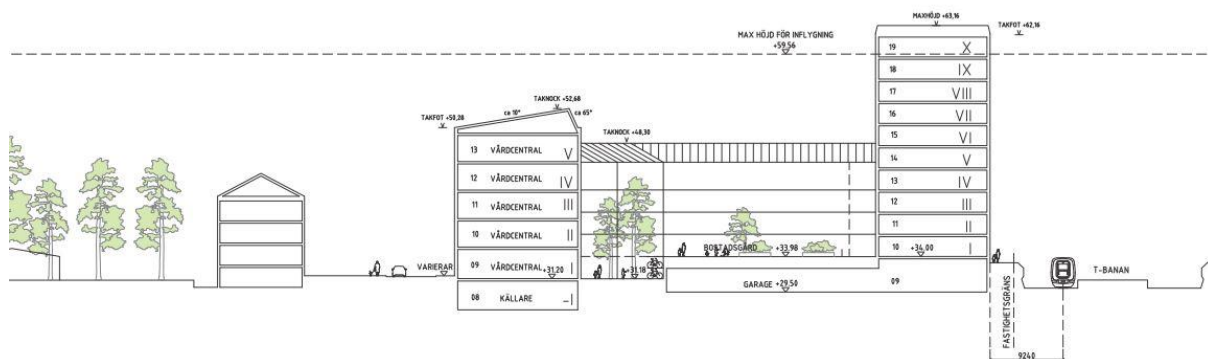 MAXHÖJD +63,16
TAKFOT +62,16
MAX HÖJD FÖR INFLYGNING
+59,56
19 X
18 IX
17 VIII
16 VII
15 VI
14 V
13 IV
12 III
11 II
10 +34,00 I
09
TAKNOCK +52,68
ca 10° ca 65°
TAKFOT +50,28
TAKNOCK +48,30
13 VÅRDCENTRAL V
12 VÅRDCENTRAL IV
11 VÅRDCENTRAL III
10 VÅRDCENTRAL II
VARIERAR
09 VÅRDCENTRAL +31,20 I
+31,18
08 KÄLLARE -I
BOSTADSGÅRD +33,98
GARAGE +29,50
FASTIGHETSGRÄNS
T-BANAN
9240